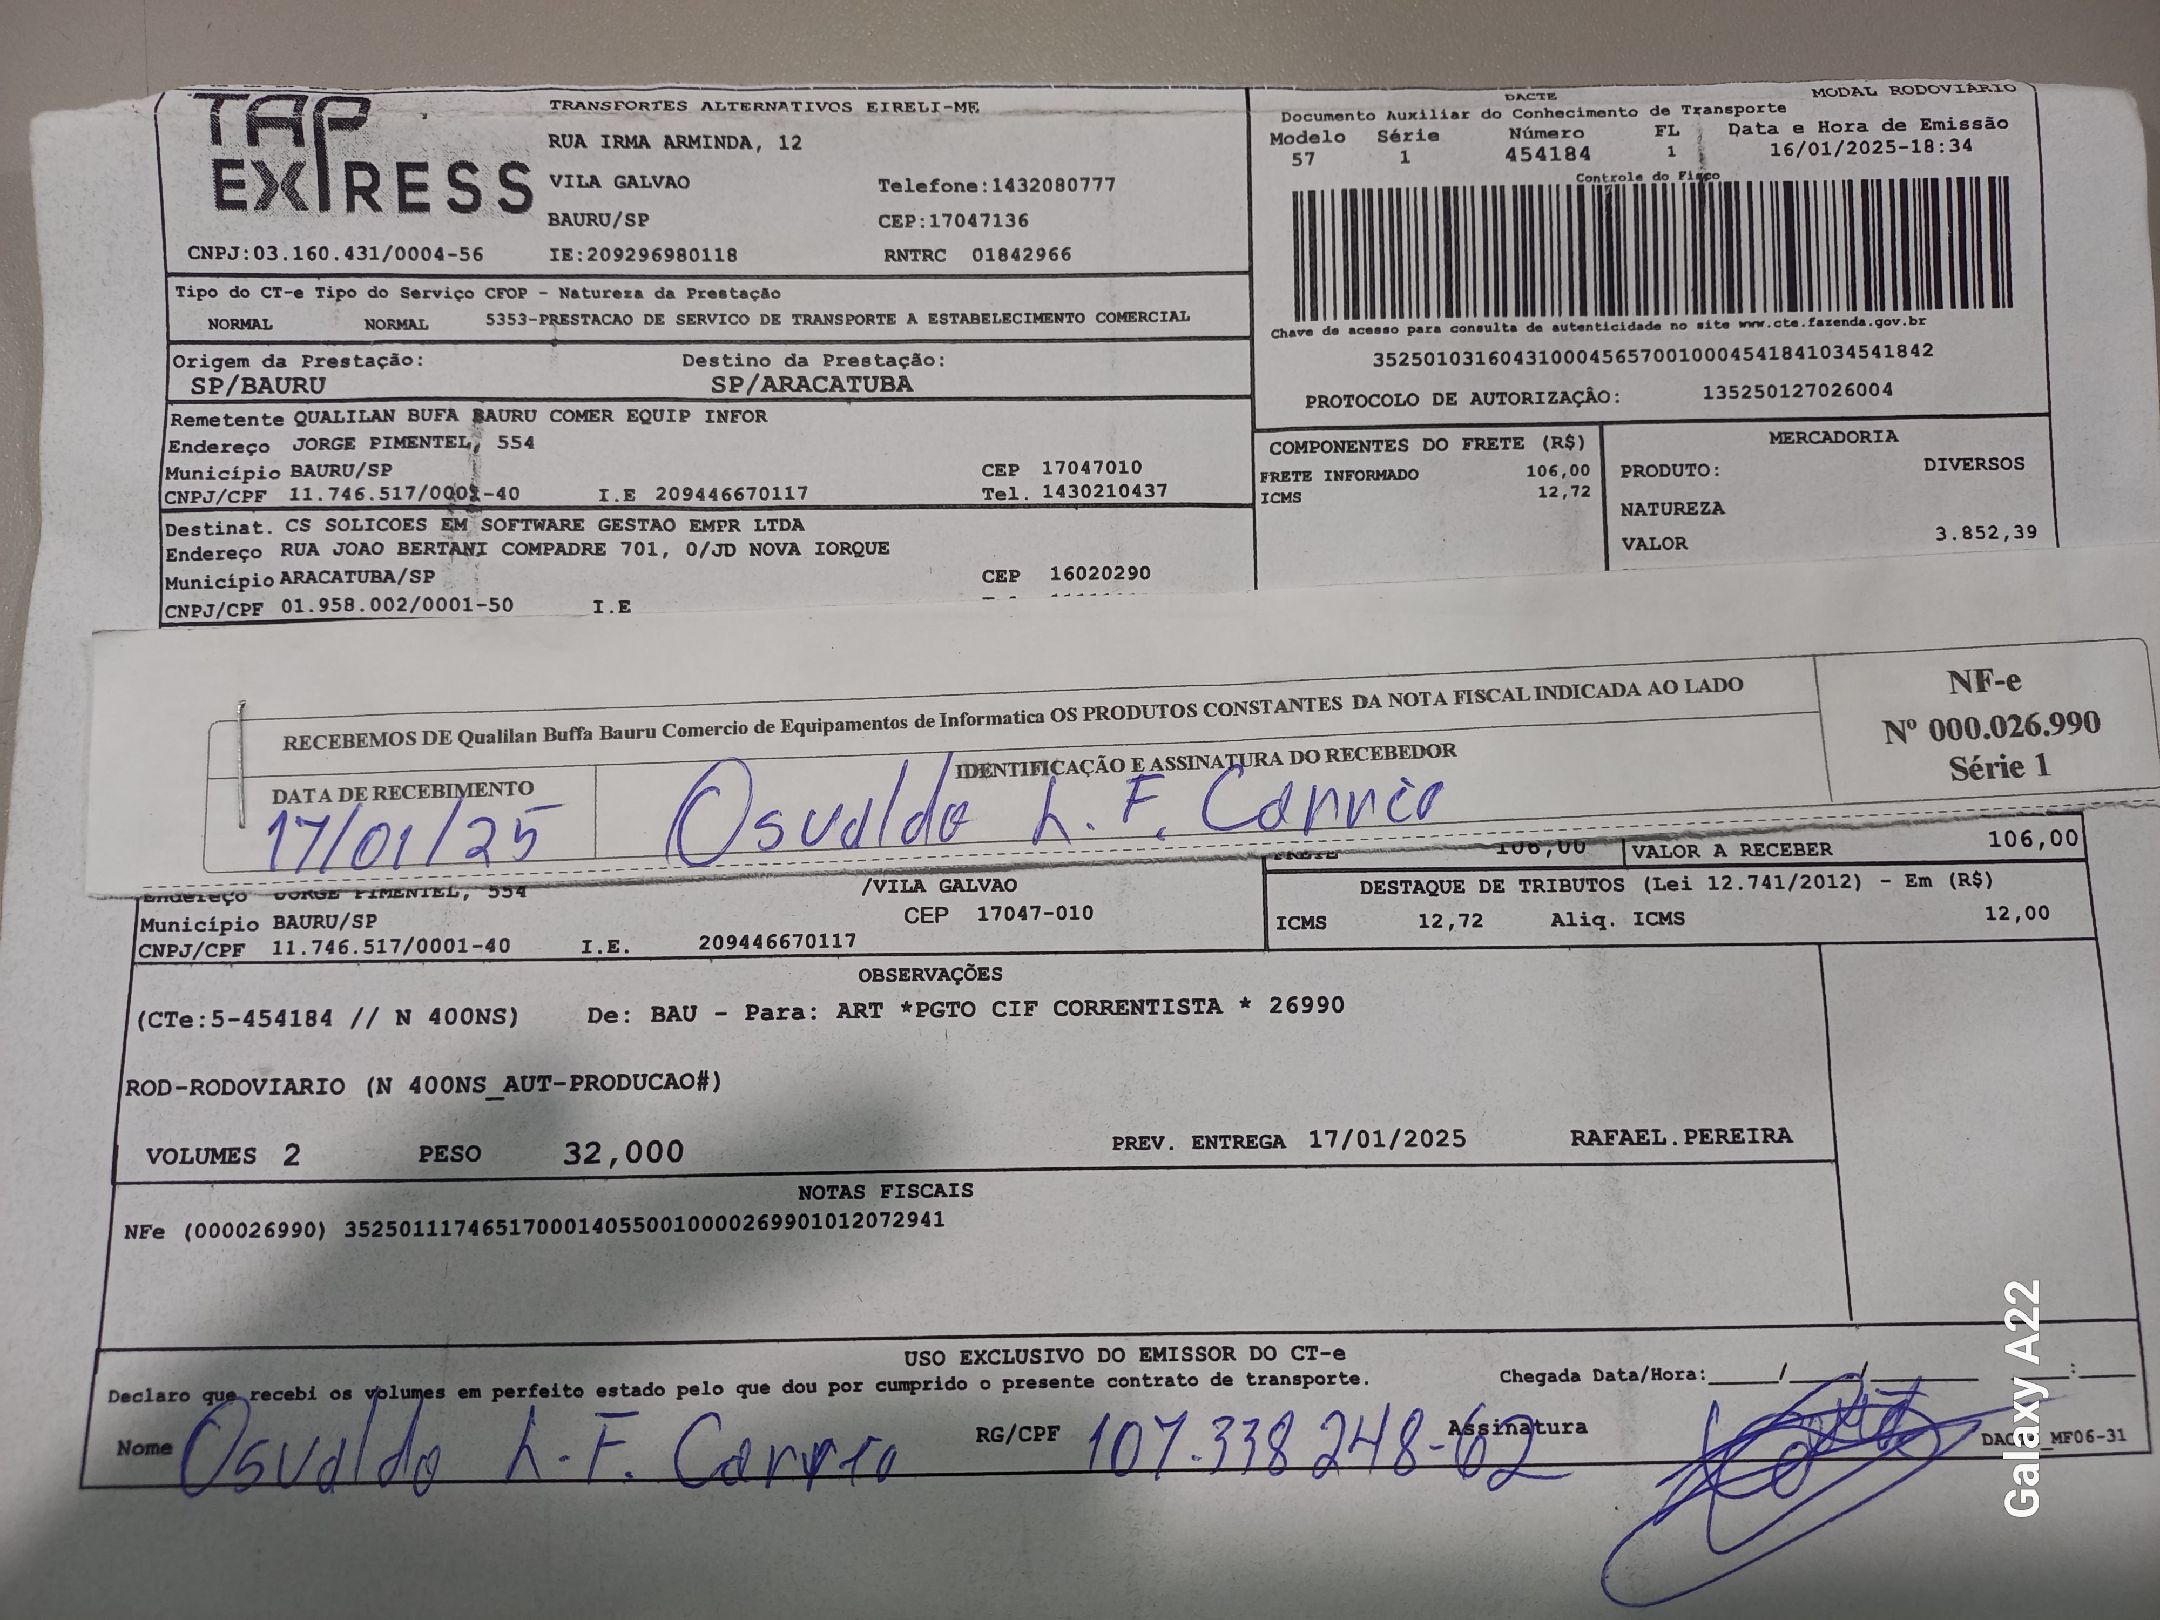 TAP EXPRESS
TRANSPORTES ALTERNATIVOS EIRELI-ME
RUA IRMA ARMINDA, 12
VILA GALVAO Telefone:1432080777
BAURU/SP CEP:17047136
CNPJ:03.160.431/0004-56 IE:209296980118 RNTRC 01842966
DACTE MODAL RODOVIÁRIO
Documento Auxiliar do Conhecimento de Transporte
Modelo Série Número FL Data e Hora de Emissão
57 1 454184 1 16/01/2025-18:34
Controle do Fisco
Chave de acesso para consulta de autenticidade no site www.cte.fazenda.gov.br
35250103160431000456570010004541841034541842
PROTOCOLO DE AUTORIZAÇÂO: 135250127026004
Tipo do CT-e Tipo do Serviço CFOP - Natureza da Prestação
NORMAL NORMAL 5353-PRESTACAO DE SERVICO DE TRANSPORTE A ESTABELECIMENTO COMERCIAL
Origem da Prestação: Destino da Prestação:
SP/BAURU SP/ARACATUBA
Remetente QUALILAN BUFA BAURU COMER EQUIP INFOR
Endereço JORGE PIMENTEL, 554
Município BAURU/SP CEP 17047010
CNPJ/CPF 11.746.517/0001-40 I.E 209446670117 Tel. 1430210437
Destinat. CS SOLICOES EM SOFTWARE GESTAO EMPR LTDA
Endereço RUA JOAO BERTANI COMPADRE 701, 0/JD NOVA IORQUE
Município ARACATUBA/SP CEP 16020290
CNPJ/CPF 01.958.002/0001-50 I.E
COMPONENTES DO FRETE (R$)
FRETE INFORMADO 106,00
ICMS 12,72
MERCADORIA
PRODUTO: DIVERSOS
NATUREZA
VALOR 3.852,39
RECEBEMOS DE Qualilan Buffa Bauru Comercio de Equipamentos de Informatica OS PRODUTOS CONSTANTES DA NOTA FISCAL INDICADA AO LADO
DATA DE RECEBIMENTO IDENTIFICAÇÃO E ASSINATURA DO RECEBEDOR
17/01/25 Osvaldo L. F.
NF-e
Nº 000.026.990
Série 1
FRETE 106,00 VALOR A RECEBER 106,00
Endereço JORGE PIMENTEL, 554 /VILA GALVAO
Município BAURU/SP CEP 17047-010
CNPJ/CPF 11.746.517/0001-40 I.E. 209446670117
DESTAQUE DE TRIBUTOS (Lei 12.741/2012) - Em (R$)
ICMS 12,72 Aliq. ICMS 12,00
OBSERVAÇÕES
(CTe:5-454184 // N 400NS) De: BAU - Para: ART *PGTO CIF CORRENTISTA * 26990
ROD-RODOVIARIO (N 400NS_AUT-PRODUCAO#)
VOLUMES 2 PESO 32,000 PREV. ENTREGA 17/01/2025 RAFAEL.PEREIRA
NOTAS FISCAIS
NFe (000026990) 35250111746517000140550010000269901012072941
USO EXCLUSIVO DO EMISSOR DO CT-e
Declaro que recebi os volumes em perfeito estado pelo que dou por cumprido o presente contrato de transporte. Chegada Data/Hora:____/____/____ __:__
Nome Osvaldo L. F. RG/CPF 107.338248-62 Assinatura
MF06-31
Galaxy A22